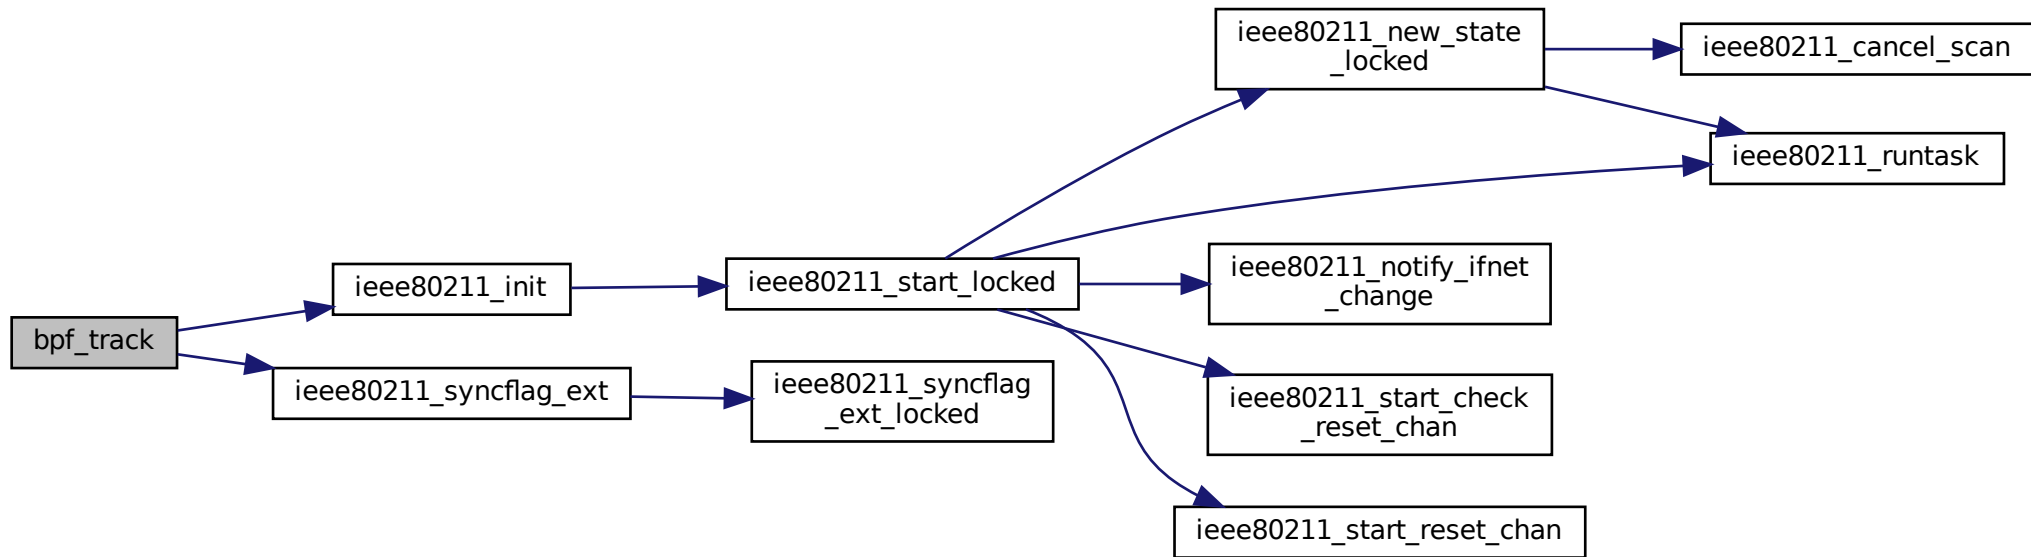 bpf_track
ieee80211_init
ieee80211_syncflag_ext
ieee80211_start_locked
ieee80211_syncflag
_ext_locked
ieee80211_new_state
_locked
ieee80211_notify_ifnet
_change
ieee80211_start_check
_reset_chan
ieee80211_start_reset_chan
ieee80211_cancel_scan
ieee80211_runtask